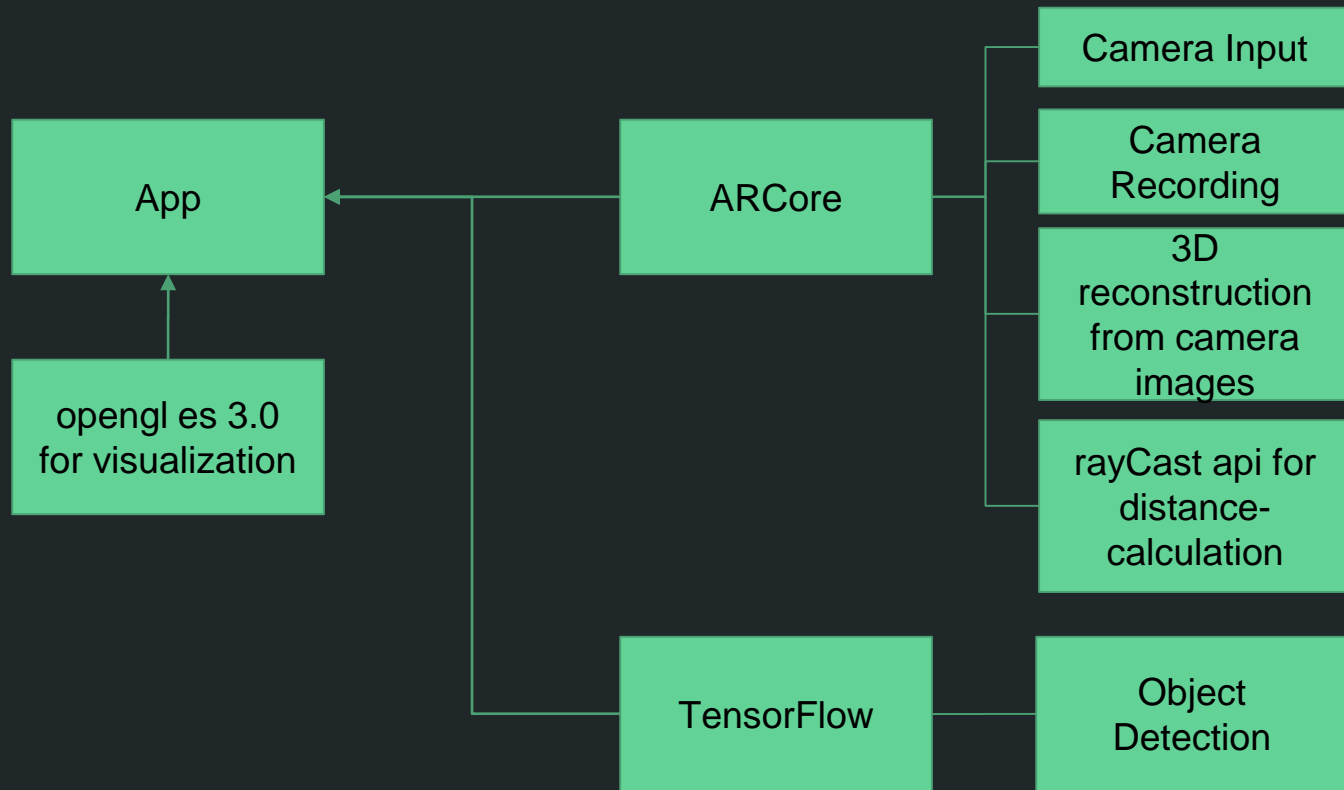 App
opengl es 3.0
for visualization
ARCore
Camera Input
Camera
Recording
3D
reconstruction
from camera
images
rayCast api for
distance-
calculation
TensorFlow
Object
Detection